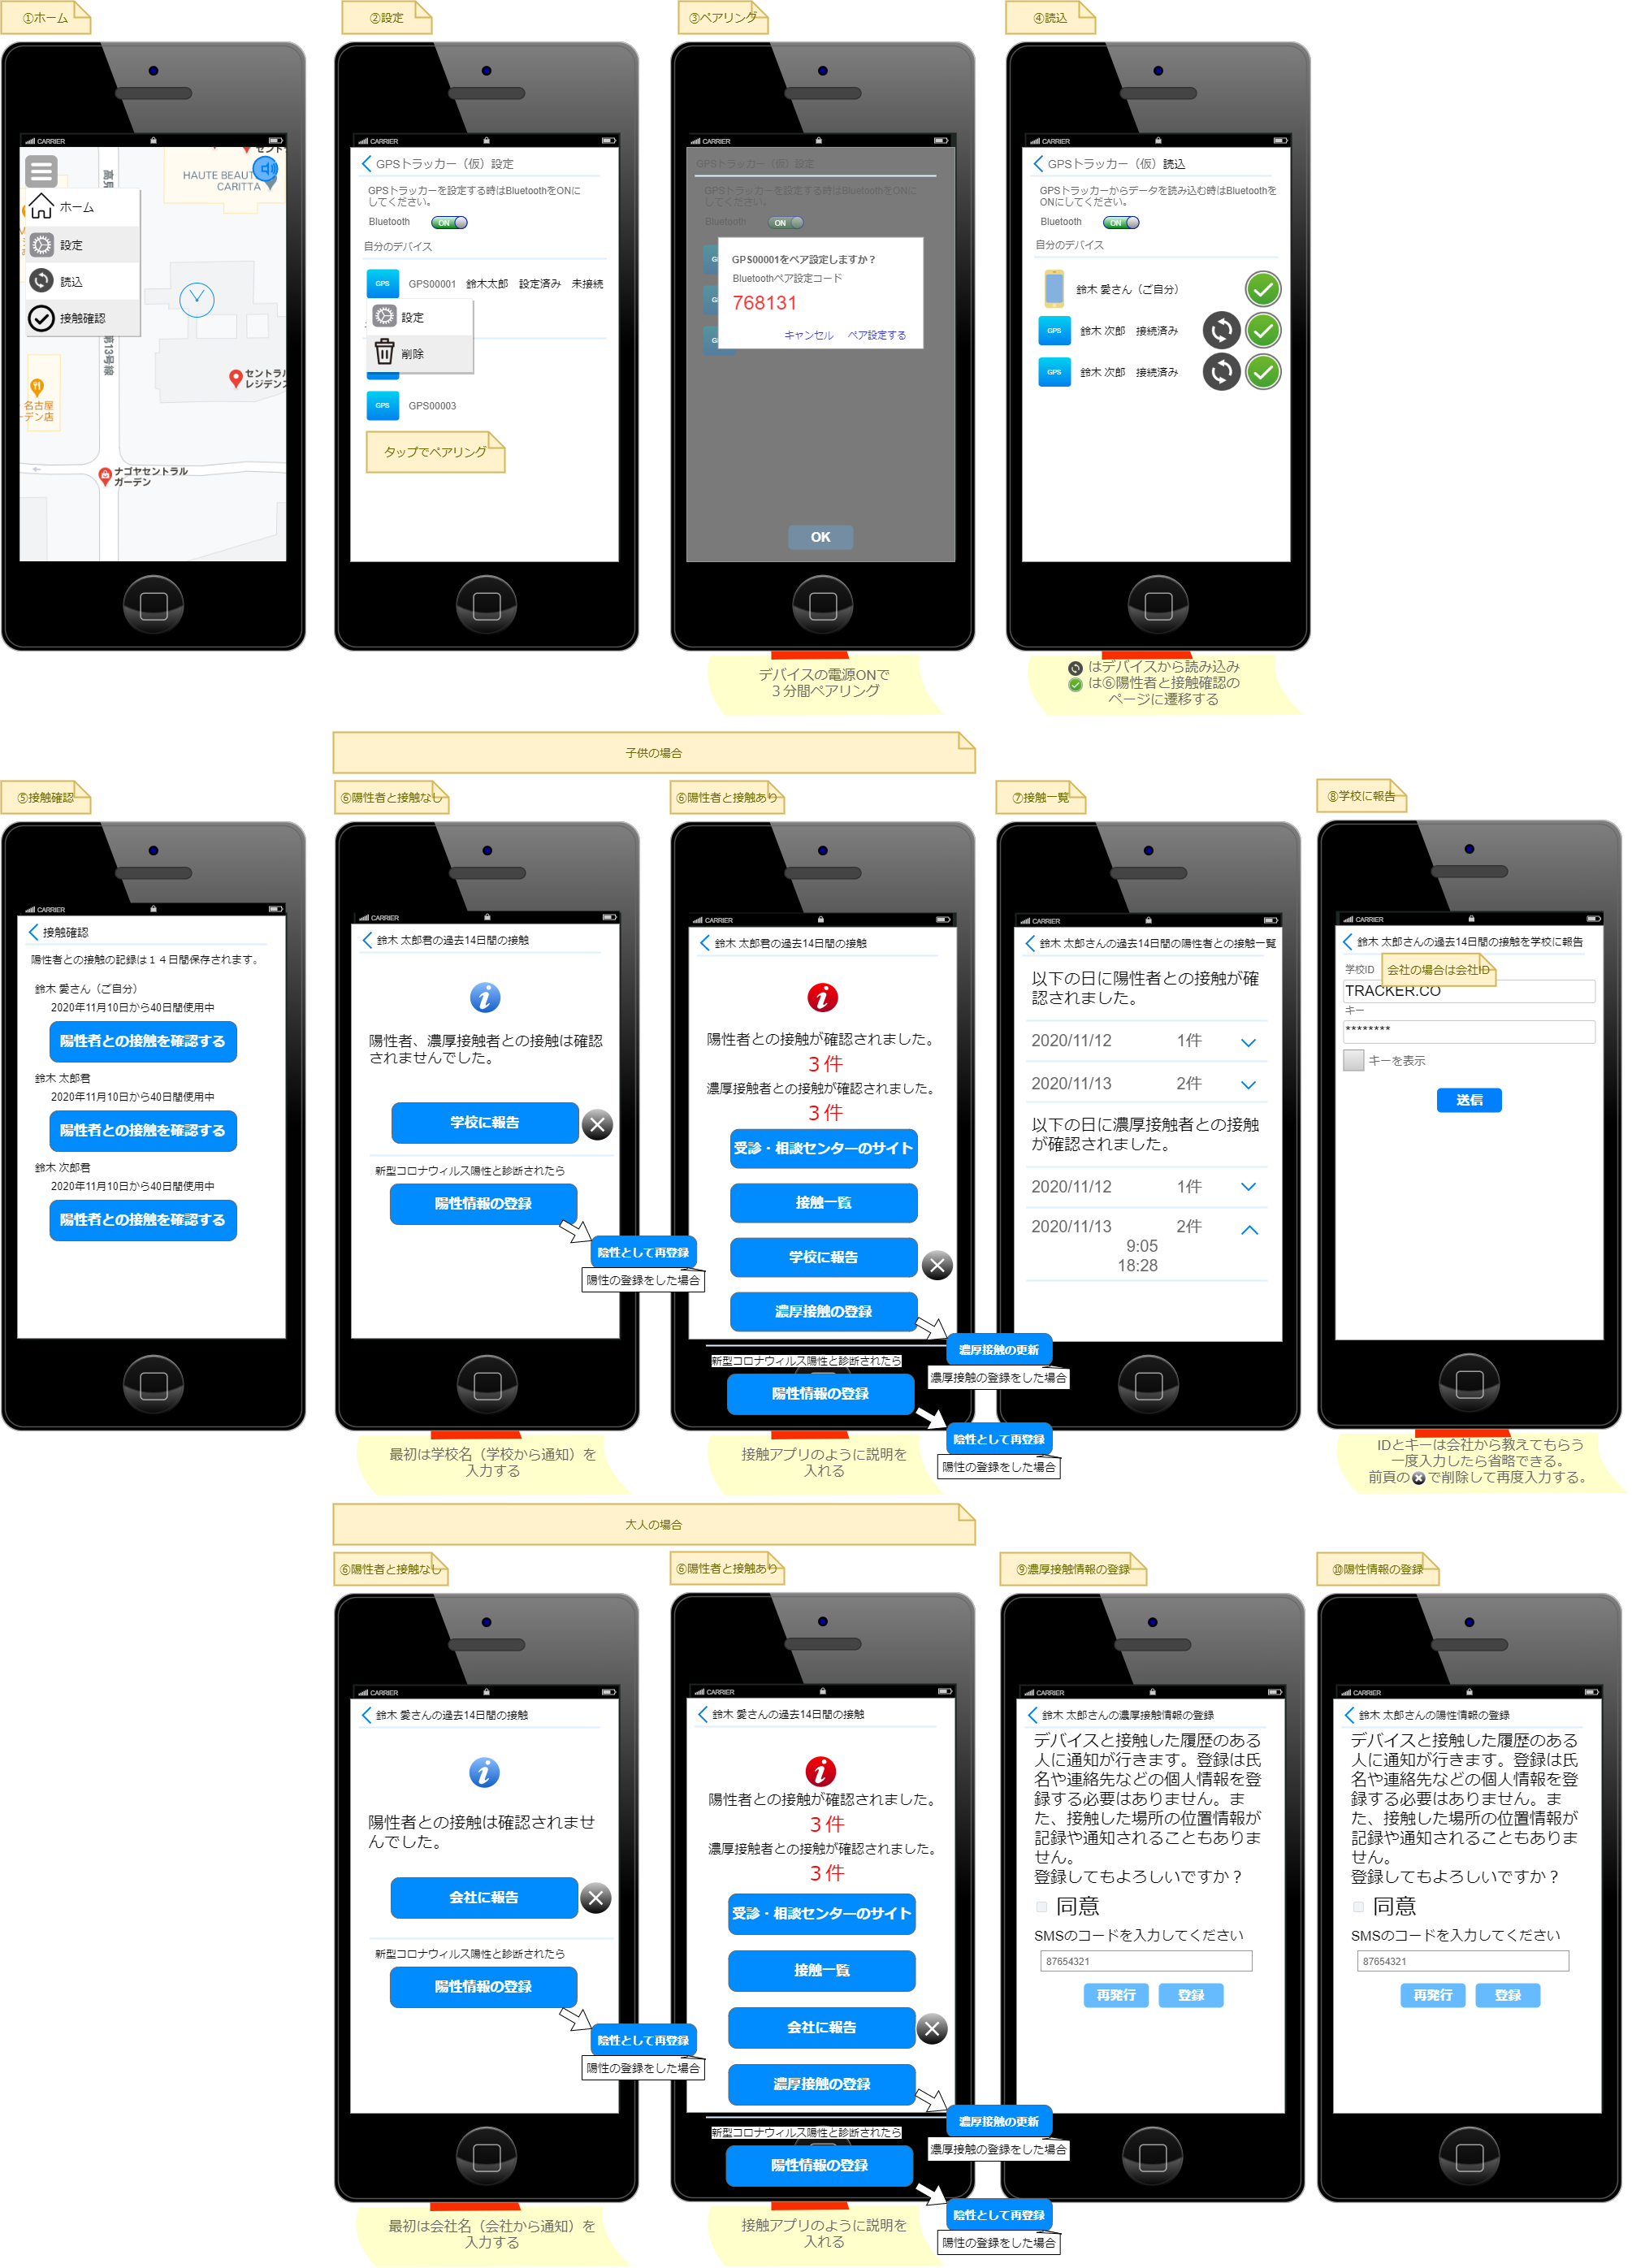 ①ホーム
②設定
③ペアリング
④読込
CARRIER
HAUTE BEAUT
CARITTA
ホーム
設定
読込
接触確認
第13号線
セントラル
レジデンス
名古屋
ーデン店
ナゴヤセントラル
ガーデン
CARRIER
GPSトラッカー（仮）設定
GPSトラッカーを設定する時はBluetoothをONに
してください。
Bluetooth ON
自分のデバイス
GPS GPS00001 鈴木太郎 設定済み 未接続
設定
削除
GPS GPS00003
タップでペアリング
CARRIER
GPSトラッカー（仮）設定
GPSトラッカーを設定する時はBluetoothをONに
してください。
Bluetooth ON
GPS00001をペア設定しますか？
Bluetoothペア設定コード
768131
キャンセル ペア設定する
OK
デバイスの電源ONで
３分間ペアリング
CARRIER
GPSトラッカー（仮）読込
GPSトラッカーからデータを読み込む時はBluetoothを
ONにしてください。
Bluetooth ON
自分のデバイス
鈴木 愛さん（ご自分）
GPS 鈴木 次郎 接続済み
GPS 鈴木 次郎 接続済み
はデバイスから読み込み
は⑥陽性者と接触確認の
ページに遷移する
子供の場合
⑤接触確認
⑥陽性者と接触なし
⑥陽性者と接触あり
⑦接触一覧
⑧学校に報告
CARRIER
接触確認
陽性者との接触の記録は１４日間保存されます。
鈴木 愛さん（ご自分）
2020年11月10日から40日間使用中
陽性者との接触を確認する
鈴木 太郎君
2020年11月10日から40日間使用中
陽性者との接触を確認する
鈴木 次郎君
2020年11月10日から40日間使用中
陽性者との接触を確認する
CARRIER
鈴木 太郎君の過去14日間の接触
陽性者、濃厚接触者との接触は確認
されませんでした。
学校に報告
新型コロナウィルス陽性と診断されたら
陽性情報の登録
陰性として再登録
陽性の登録をした場合
最初は学校名（学校から通知）を
入力する
CARRIER
鈴木 太郎君の過去14日間の接触
陽性者との接触が確認されました。
３件
濃厚接触者との接触が確認されました。
３件
受診・相談センターのサイト
接触一覧
学校に報告
濃厚接触の登録
濃厚接触の更新
濃厚接触の登録をした場合
新型コロナウィルス陽性と診断されたら
陽性情報の登録
陰性として再登録
陽性の登録をした場合
接触アプリのように説明を
入れる
CARRIER
鈴木 太郎さんの過去14日間の陽性者との接触一覧
以下の日に陽性者との接触が確
認されました。
2020/11/12 1件
2020/11/13 2件
以下の日に濃厚接触者との接触
が確認されました。
2020/11/12 1件
2020/11/13 2件
9:05
18:28
CARRIER
鈴木 太郎さんの過去14日間の接触を学校に報告
学校ID
会社の場合は会社ID
TRACKER.CO
キー
********
キーを表示
送信
IDとキーは会社から教えてもらう
一度入力したら省略できる。
前頁ので削除して再度入力する。
大人の場合
⑥陽性者と接触なし
⑥陽性者と接触あり
⑨濃厚接触情報の登録
⑩陽性情報の登録
CARRIER
鈴木 愛さんの過去14日間の接触
陽性者との接触は確認されませ
んでした。
会社に報告
新型コロナウィルス陽性と診断されたら
陽性情報の登録
陰性として再登録
陽性の登録をした場合
最初は会社名（会社から通知）を
入力する
CARRIER
鈴木 愛さんの過去14日間の接触
陽性者との接触が確認されました。
３件
濃厚接触者との接触が確認されました。
３件
受診・相談センターのサイト
接触一覧
会社に報告
濃厚接触の登録
濃厚接触の更新
濃厚接触の登録をした場合
新型コロナウィルス陽性と診断されたら
陽性情報の登録
陰性として再登録
陽性の登録をした場合
接触アプリのように説明を
入れる
CARRIER
鈴木 太郎さんの濃厚接触情報の登録
デバイスと接触した履歴のある
人に通知が行きます。登録は氏
名や連絡先などの個人情報を登
録する必要はありません。ま
た、接触した場所の位置情報が
記録や通知されることもありま
せん。
登録してもよろしいですか？
同意
SMSのコードを入力してください
87654321
再発行 登録
CARRIER
鈴木 太郎さんの陽性情報の登録
デバイスと接触した履歴のある
人に通知が行きます。登録は氏
名や連絡先などの個人情報を登
録する必要はありません。ま
た、接触した場所の位置情報が
記録や通知されることもありま
せん。
登録してもよろしいですか？
同意
SMSのコードを入力してください
87654321
再発行 登録